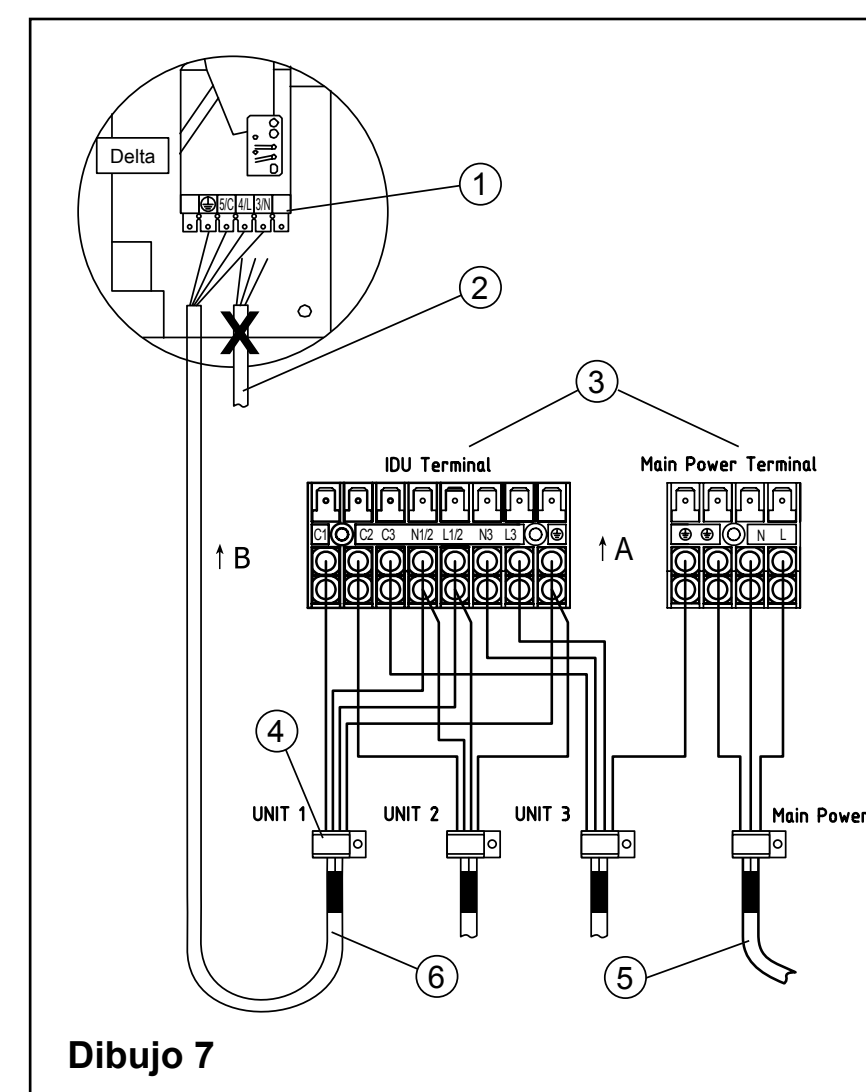 Delta
⏚ 5/C 4/L 3/N
1
2
3
IDU Terminal
Main Power Terminal
C1 C2 C3 N1/2 L1/2 N3 L3 ⏚
⏚ ⏚ N L
↑ B
↑ A
X
4
UNIT 1
UNIT 2
UNIT 3
Main Power
6
5
Dibujo 7